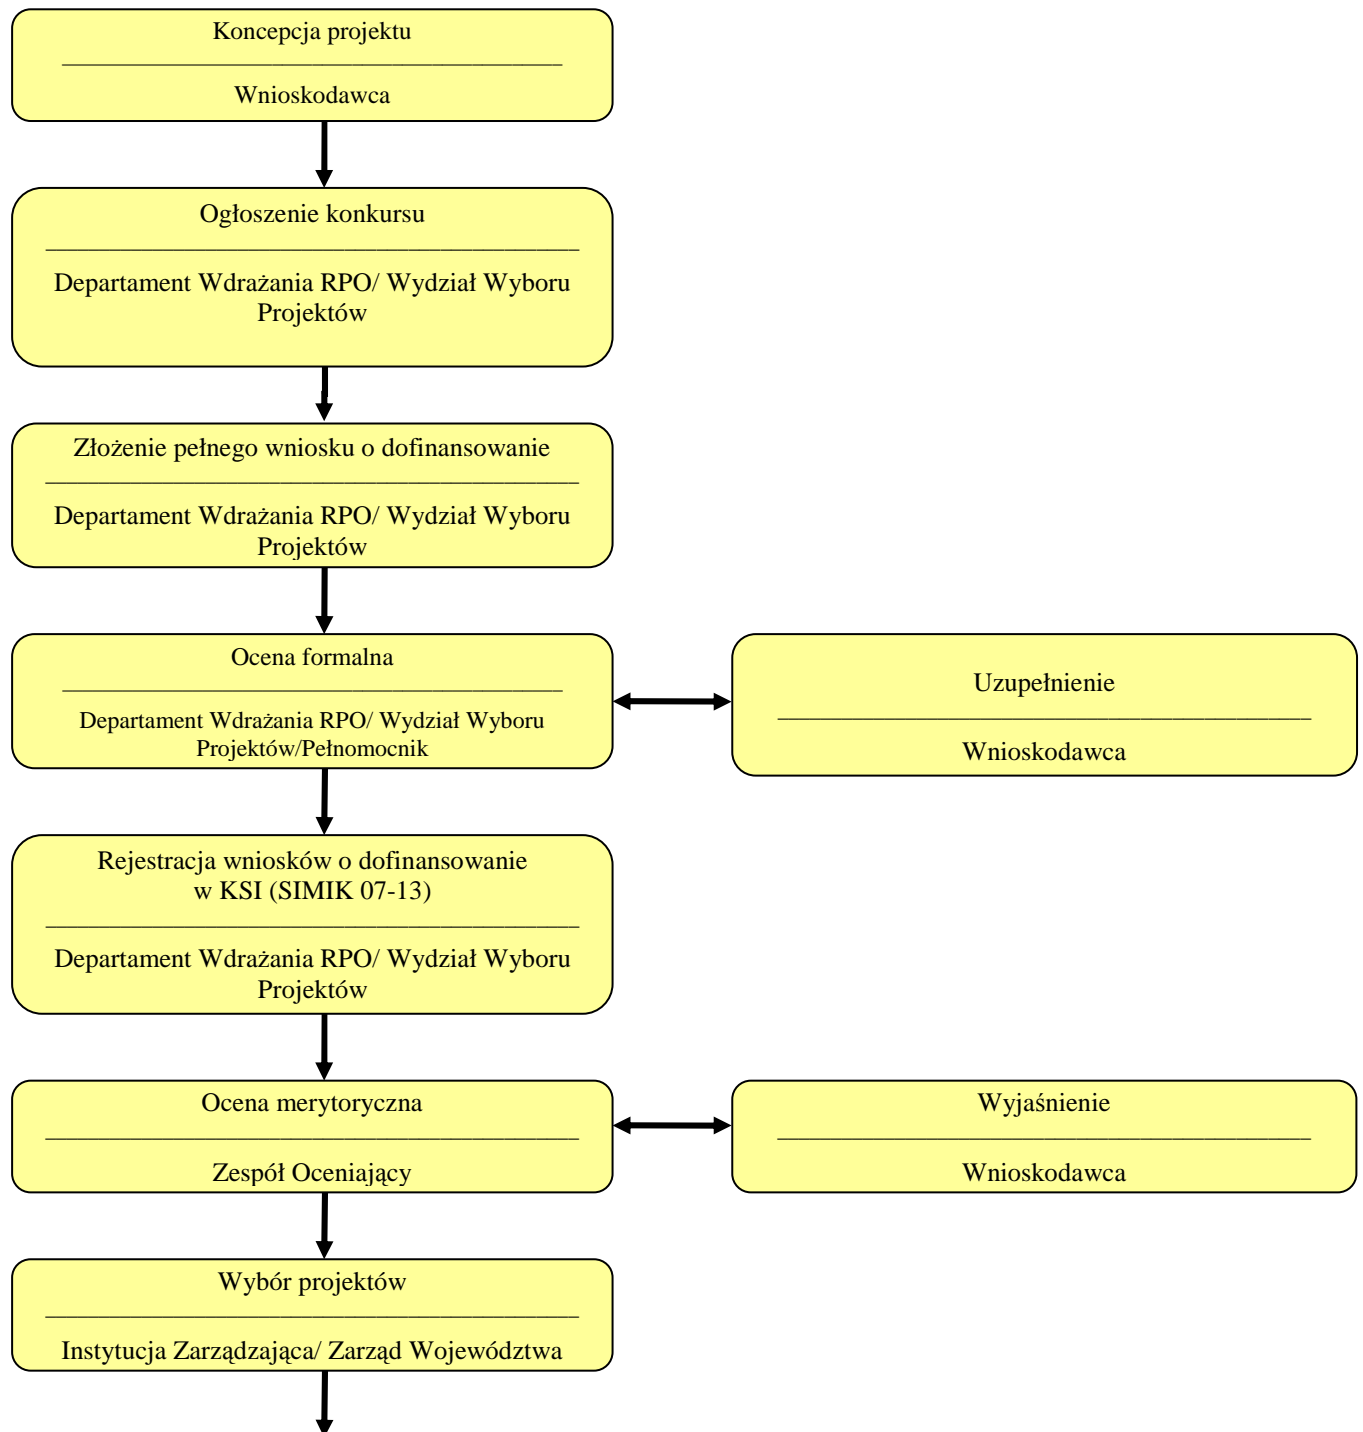 Koncepcja projektu
Wnioskodawca
Ogłoszenie konkursu
Departament Wdrażania RPO/ Wydział Wyboru
Projektów
Złożenie pełnego wniosku o dofinansowanie
Departament Wdrażania RPO/ Wydział Wyboru
Projektów
Ocena formalna
Departament Wdrażania RPO/ Wydział Wyboru
Projektów/Pełnomocnik
Uzupełnienie
Wnioskodawca
Rejestracja wniosków o dofinansowanie
w KSI (SIMIK 07-13)
Departament Wdrażania RPO/ Wydział Wyboru
Projektów
Ocena merytoryczna
Zespół Oceniający
Wyjaśnienie
Wnioskodawca
Wybór projektów
Instytucja Zarządzająca/ Zarząd Województwa